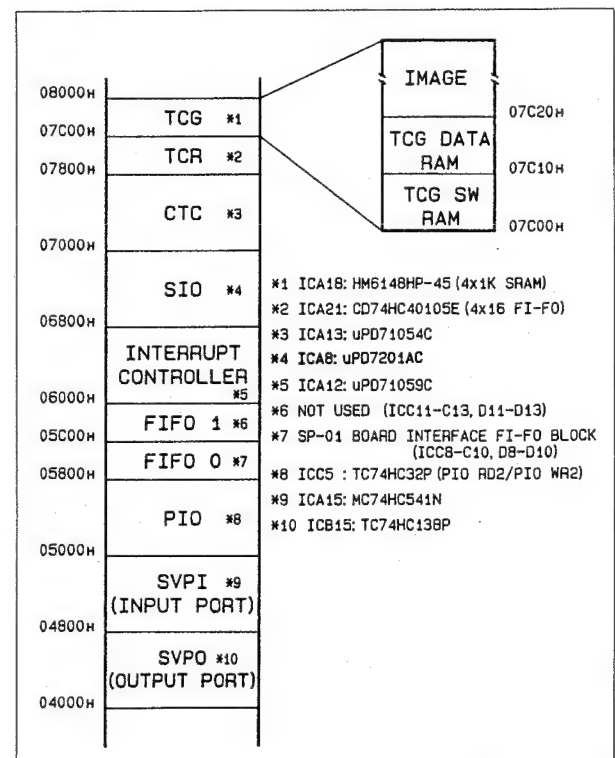 08000H
07C00H
07800H
07000H
06800H
06000H
05C00H
05800H
05000H
04800H
04000H
TCG *1
TCR *2
CTC *3
SIO *4
INTERRUPT
CONTROLLER
*5
FIFO 1 *6
FIFO 0 *7
PIO *8
SVPI *9
(INPUT PORT)
SVPO *10
(OUTPUT PORT)
IMAGE
TCG DATA
RAM
TCG SW
RAM
07C20H
07C10H
07C00H
*1 ICA18: HM6148HP-45 (4x1K SRAM)
*2 ICA21: CD74HC40105E (4x16 FI-FO)
*3 ICA13: uPD71054C
*4 ICA8: uPD7201AC
*5 ICA12: uPD71059C
*6 NOT USED (ICC11-C13, D11-D13)
*7 SP-01 BOARD INTERFACE FI-FO BLOCK
(ICC8-C10, D8-D10)
*8 ICC5 : TC74HC32P (PIO RD2/PIO WR2)
*9 ICA15: MC74HC541N
*10 ICB15: TC74HC138P